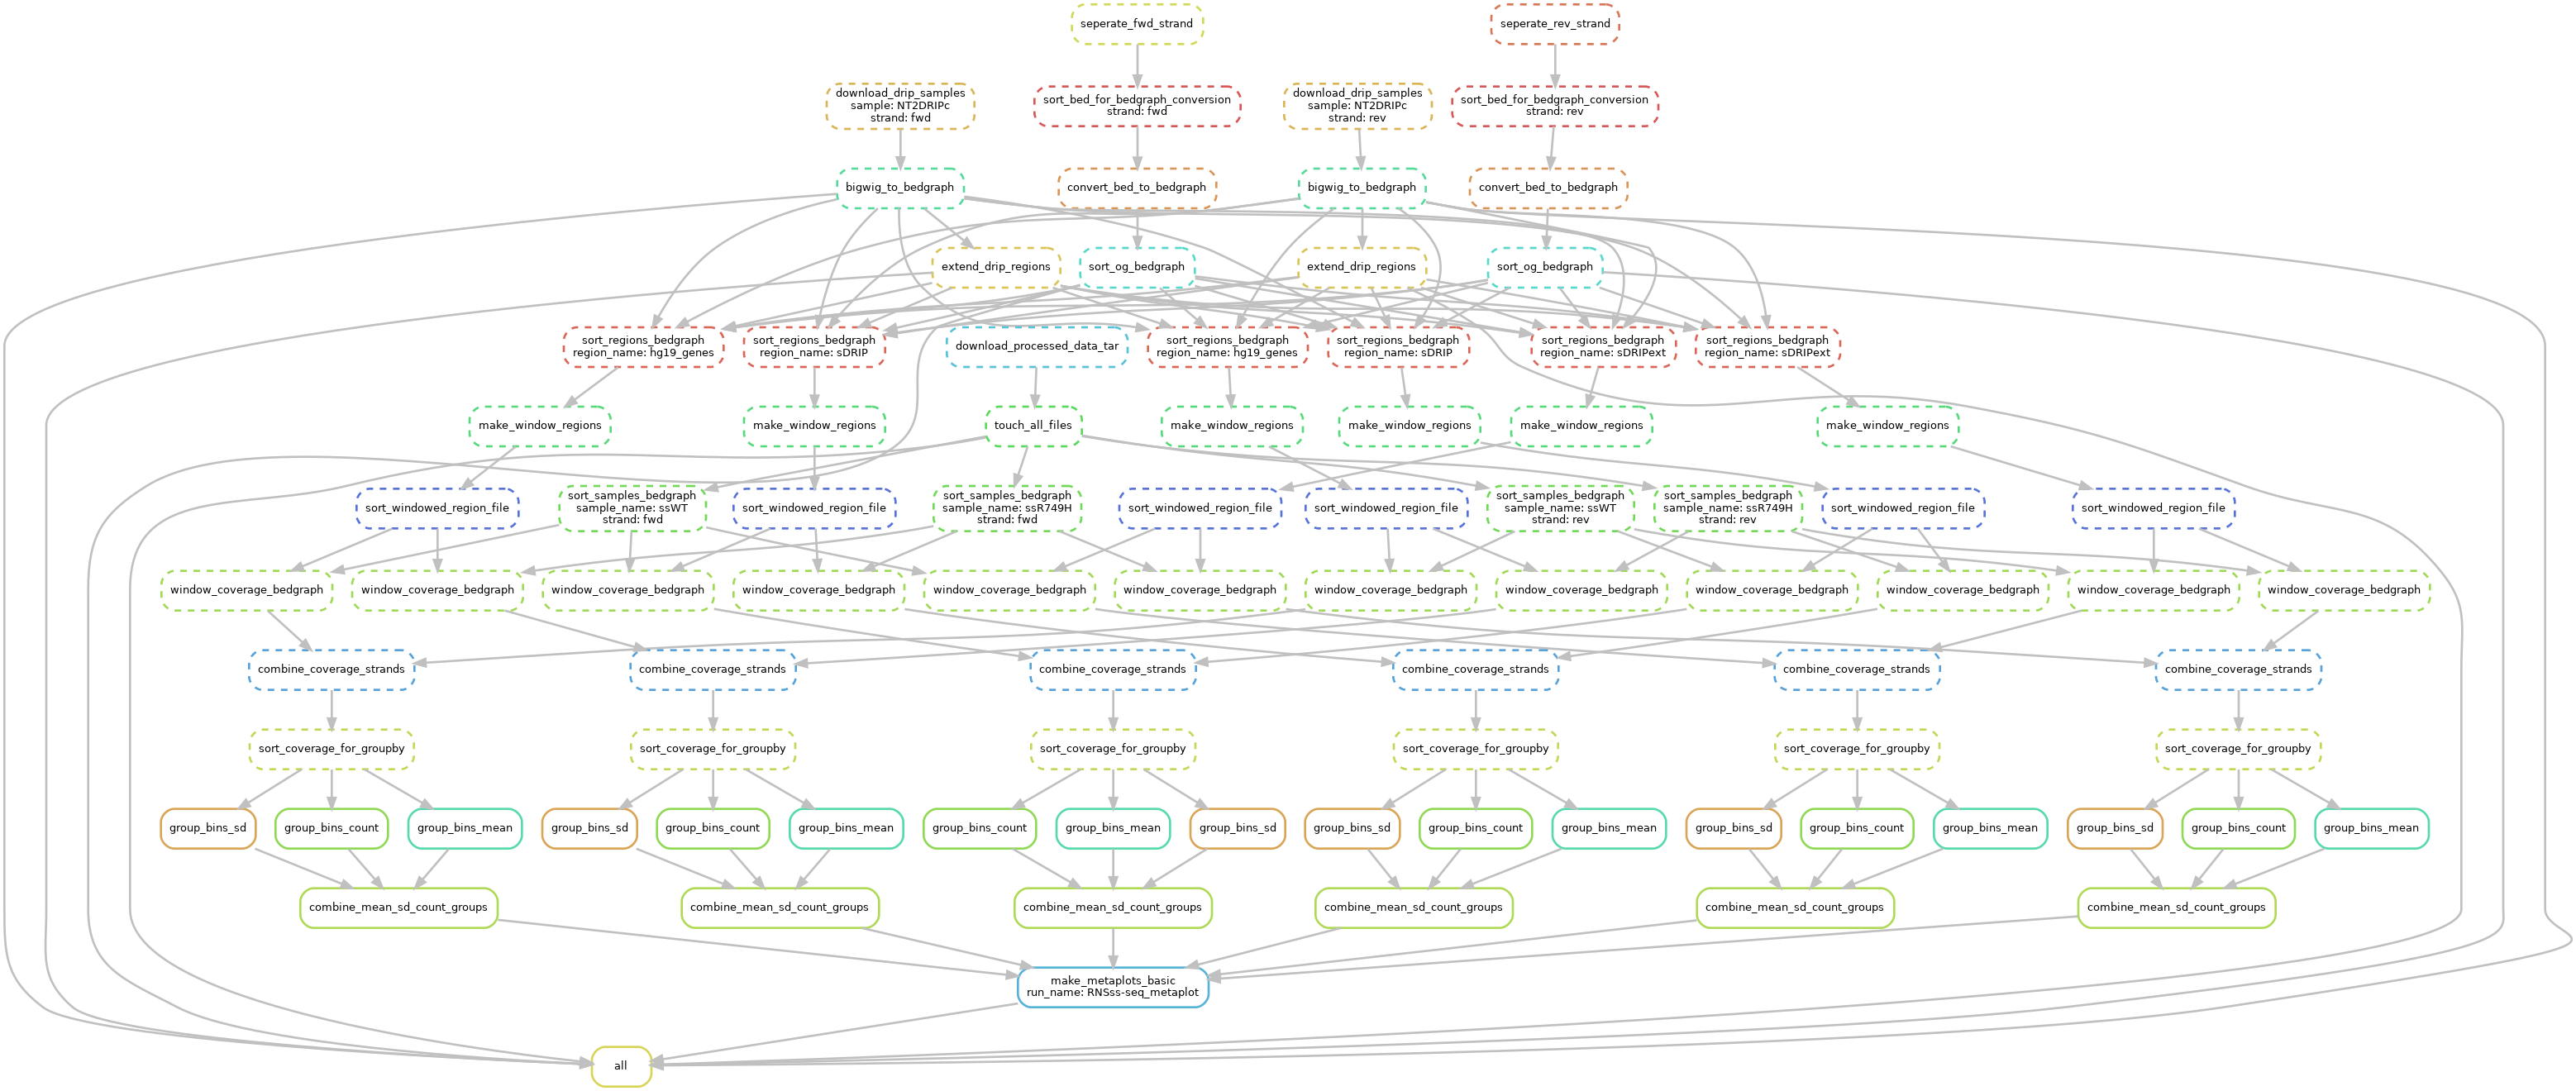 seperate_fwd_strand
seperate_rev_strand
download_drip_samples
sample: NT2DRIPc
strand: fwd
sort_bed_for_bedgraph_conversion
strand: fwd
download_drip_samples
sample: NT2DRIPc
strand: rev
sort_bed_for_bedgraph_conversion
strand: rev
bigwig_to_bedgraph
convert_bed_to_bedgraph
bigwig_to_bedgraph
convert_bed_to_bedgraph
extend_drip_regions
sort_og_bedgraph
extend_drip_regions
sort_og_bedgraph
sort_regions_bedgraph
region_name: hg19_genes
sort_regions_bedgraph
region_name: sDRIP
download_processed_data_tar
sort_regions_bedgraph
region_name: hg19_genes
sort_regions_bedgraph
region_name: sDRIP
sort_regions_bedgraph
region_name: sDRIPext
sort_regions_bedgraph
region_name: sDRIPext
make_window_regions
make_window_regions
touch_all_files
make_window_regions
make_window_regions
make_window_regions
make_window_regions
sort_windowed_region_file
sort_samples_bedgraph
sample_name: ssWT
strand: fwd
sort_windowed_region_file
sort_samples_bedgraph
sample_name: ssR749H
strand: fwd
sort_windowed_region_file
sort_windowed_region_file
sort_samples_bedgraph
sample_name: ssWT
strand: rev
sort_samples_bedgraph
sample_name: ssR749H
strand: rev
sort_windowed_region_file
sort_windowed_region_file
window_coverage_bedgraph
window_coverage_bedgraph
window_coverage_bedgraph
window_coverage_bedgraph
window_coverage_bedgraph
window_coverage_bedgraph
window_coverage_bedgraph
window_coverage_bedgraph
window_coverage_bedgraph
window_coverage_bedgraph
window_coverage_bedgraph
window_coverage_bedgraph
combine_coverage_strands
combine_coverage_strands
combine_coverage_strands
combine_coverage_strands
combine_coverage_strands
combine_coverage_strands
sort_coverage_for_groupby
sort_coverage_for_groupby
sort_coverage_for_groupby
sort_coverage_for_groupby
sort_coverage_for_groupby
sort_coverage_for_groupby
group_bins_sd
group_bins_count
group_bins_mean
group_bins_sd
group_bins_count
group_bins_mean
group_bins_count
group_bins_mean
group_bins_sd
group_bins_sd
group_bins_count
group_bins_mean
group_bins_sd
group_bins_count
group_bins_mean
group_bins_sd
group_bins_count
group_bins_mean
combine_mean_sd_count_groups
combine_mean_sd_count_groups
combine_mean_sd_count_groups
combine_mean_sd_count_groups
combine_mean_sd_count_groups
combine_mean_sd_count_groups
make_metaplots_basic
run_name: RNSss-seq_metaplot
all